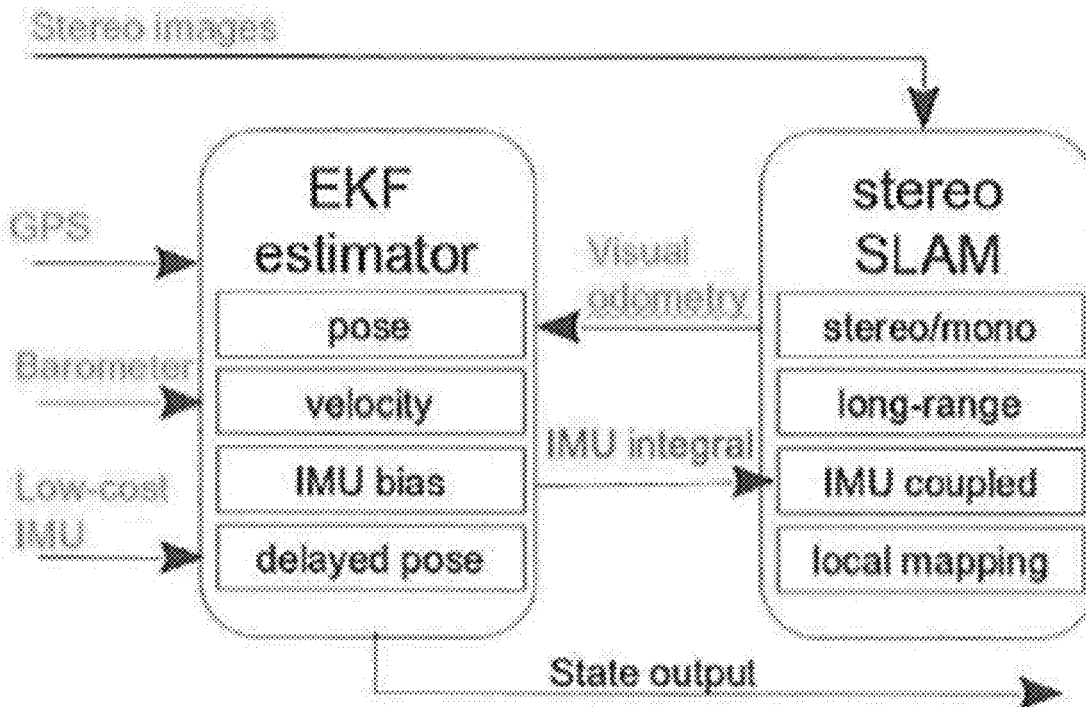 Stereo images
GPS
Barometer
Low-cost
IMU
EKF
estimator
pose
velocity
IMU bias
delayed pose
Visual
odometry
IMU integral
stereo
SLAM
stereo/mono
long-range
IMU coupled
local mapping
State output